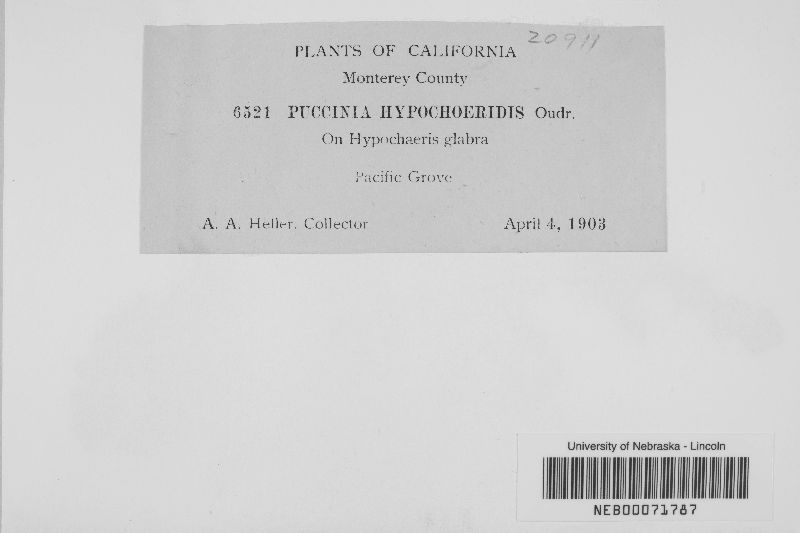 20911
PLANTS OF CALIFORNIA
Monterey County
6521 PUCCINIA HYPOCHOERIDIS Oudr.
On Hypochaeris glabra
Pacific Grove
A. A. Heller, Collector April 4, 1903
University of Nebraska - Lincoln
NEB00071787